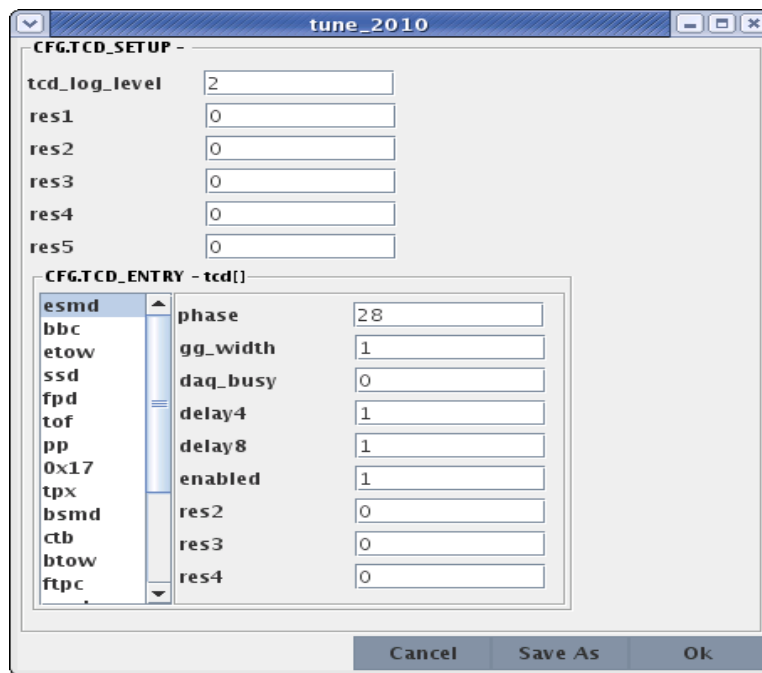 tune_2010
CFG.TCD_SETUP -
tcd_log_level 2
res1 0
res2 0
res3 0
res4 0
res5 0
CFG.TCD_ENTRY - tcd[]
esmd
bbc
etow
ssd
fpd
tof
pp
0x17
tpx
bsmd
ctb
btow
ftpc
phase 28
gg_width 1
daq_busy 0
delay4 1
delay8 1
enabled 1
res2 0
res3 0
res4 0
Cancel Save As Ok